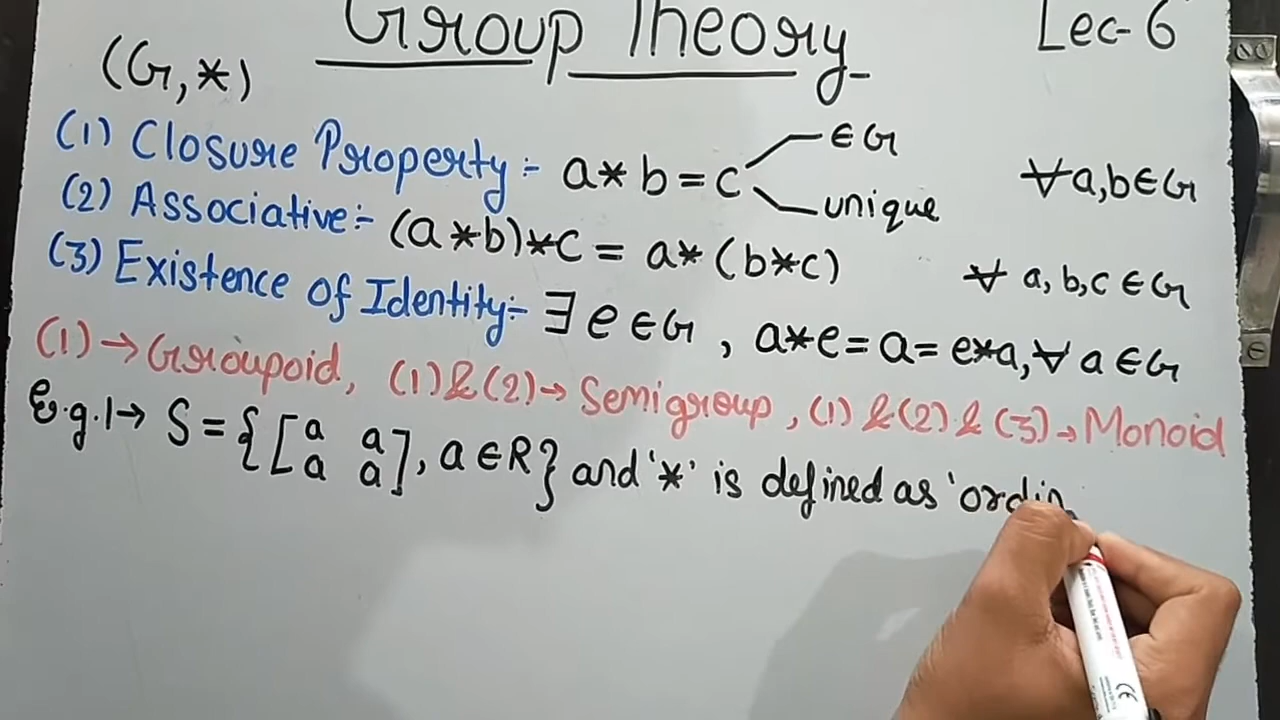 Group Theory
Lec-6
(G, *)
(1) Closure Property:- a * b = c ∈G unique ∀a,b∈G
(2) Associative:- (a * b) * c = a * (b * c) ∀ a, b, c ∈ G
(3) Existence of Identity:- ∃ e ∈ G , a * e = a = e * a, ∀ a ∈ G
(1) → Groupoid, (1) & (2) → Semigroup, (1) & (2) & (3) → Monoid
E.g.1→ S = { [ a a a a ] , a ∈ R } and '*' is defined as 'ordin
CE